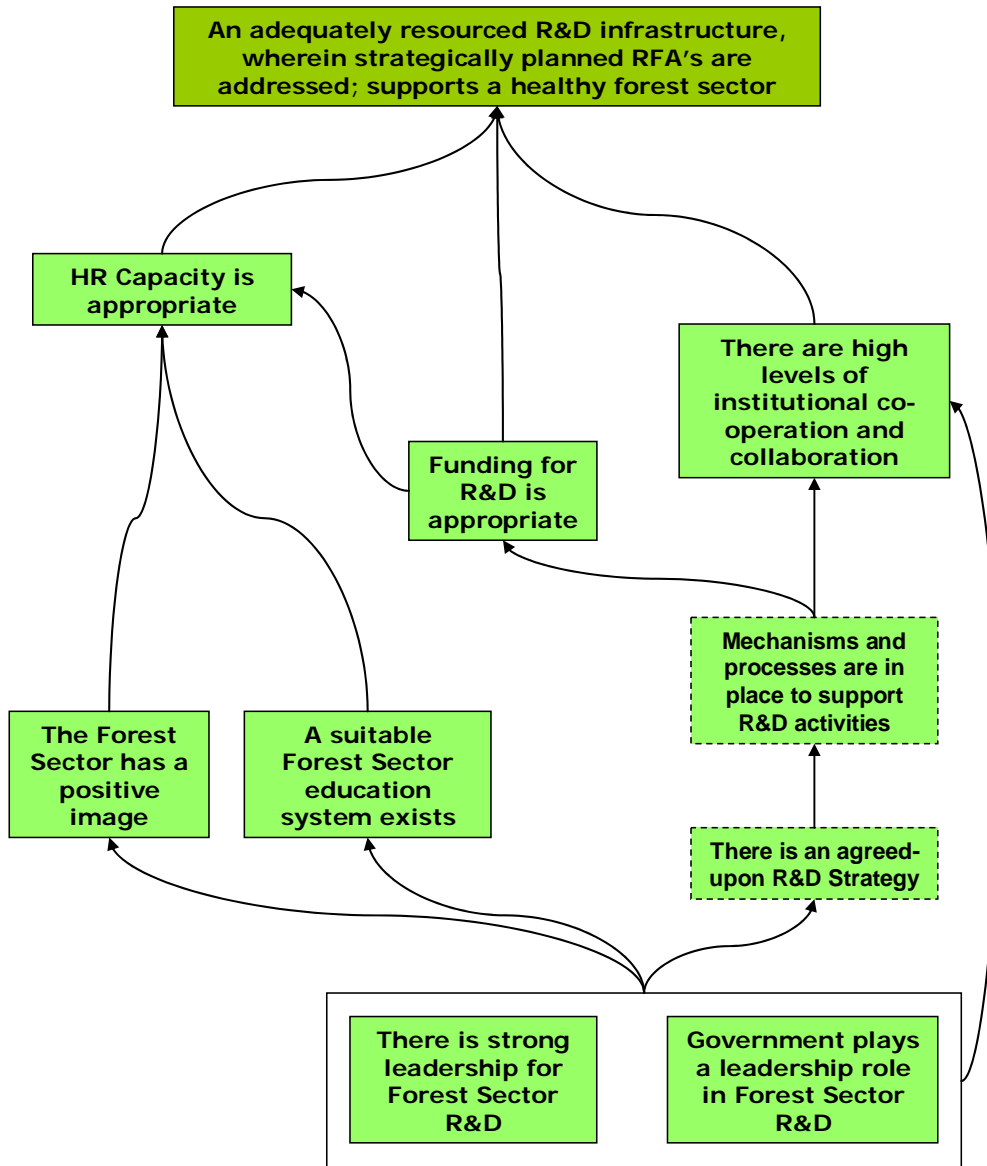 An adequately resourced R&D infrastructure,
wherein strategically planned RFA's are
addressed; supports a healthy forest sector
HR Capacity is
appropriate
There are high
levels of
institutional co-
operation and
collaboration
Funding for
R&D is
appropriate
Mechanisms and
processes are in
place to support
R&D activities
The Forest
Sector has a
positive
image
A suitable
Forest Sector
education
system exists
There is an agreed-
upon R&D Strategy
There is strong
leadership for
Forest Sector
R&D
Government plays
a leadership role
in Forest Sector
R&D